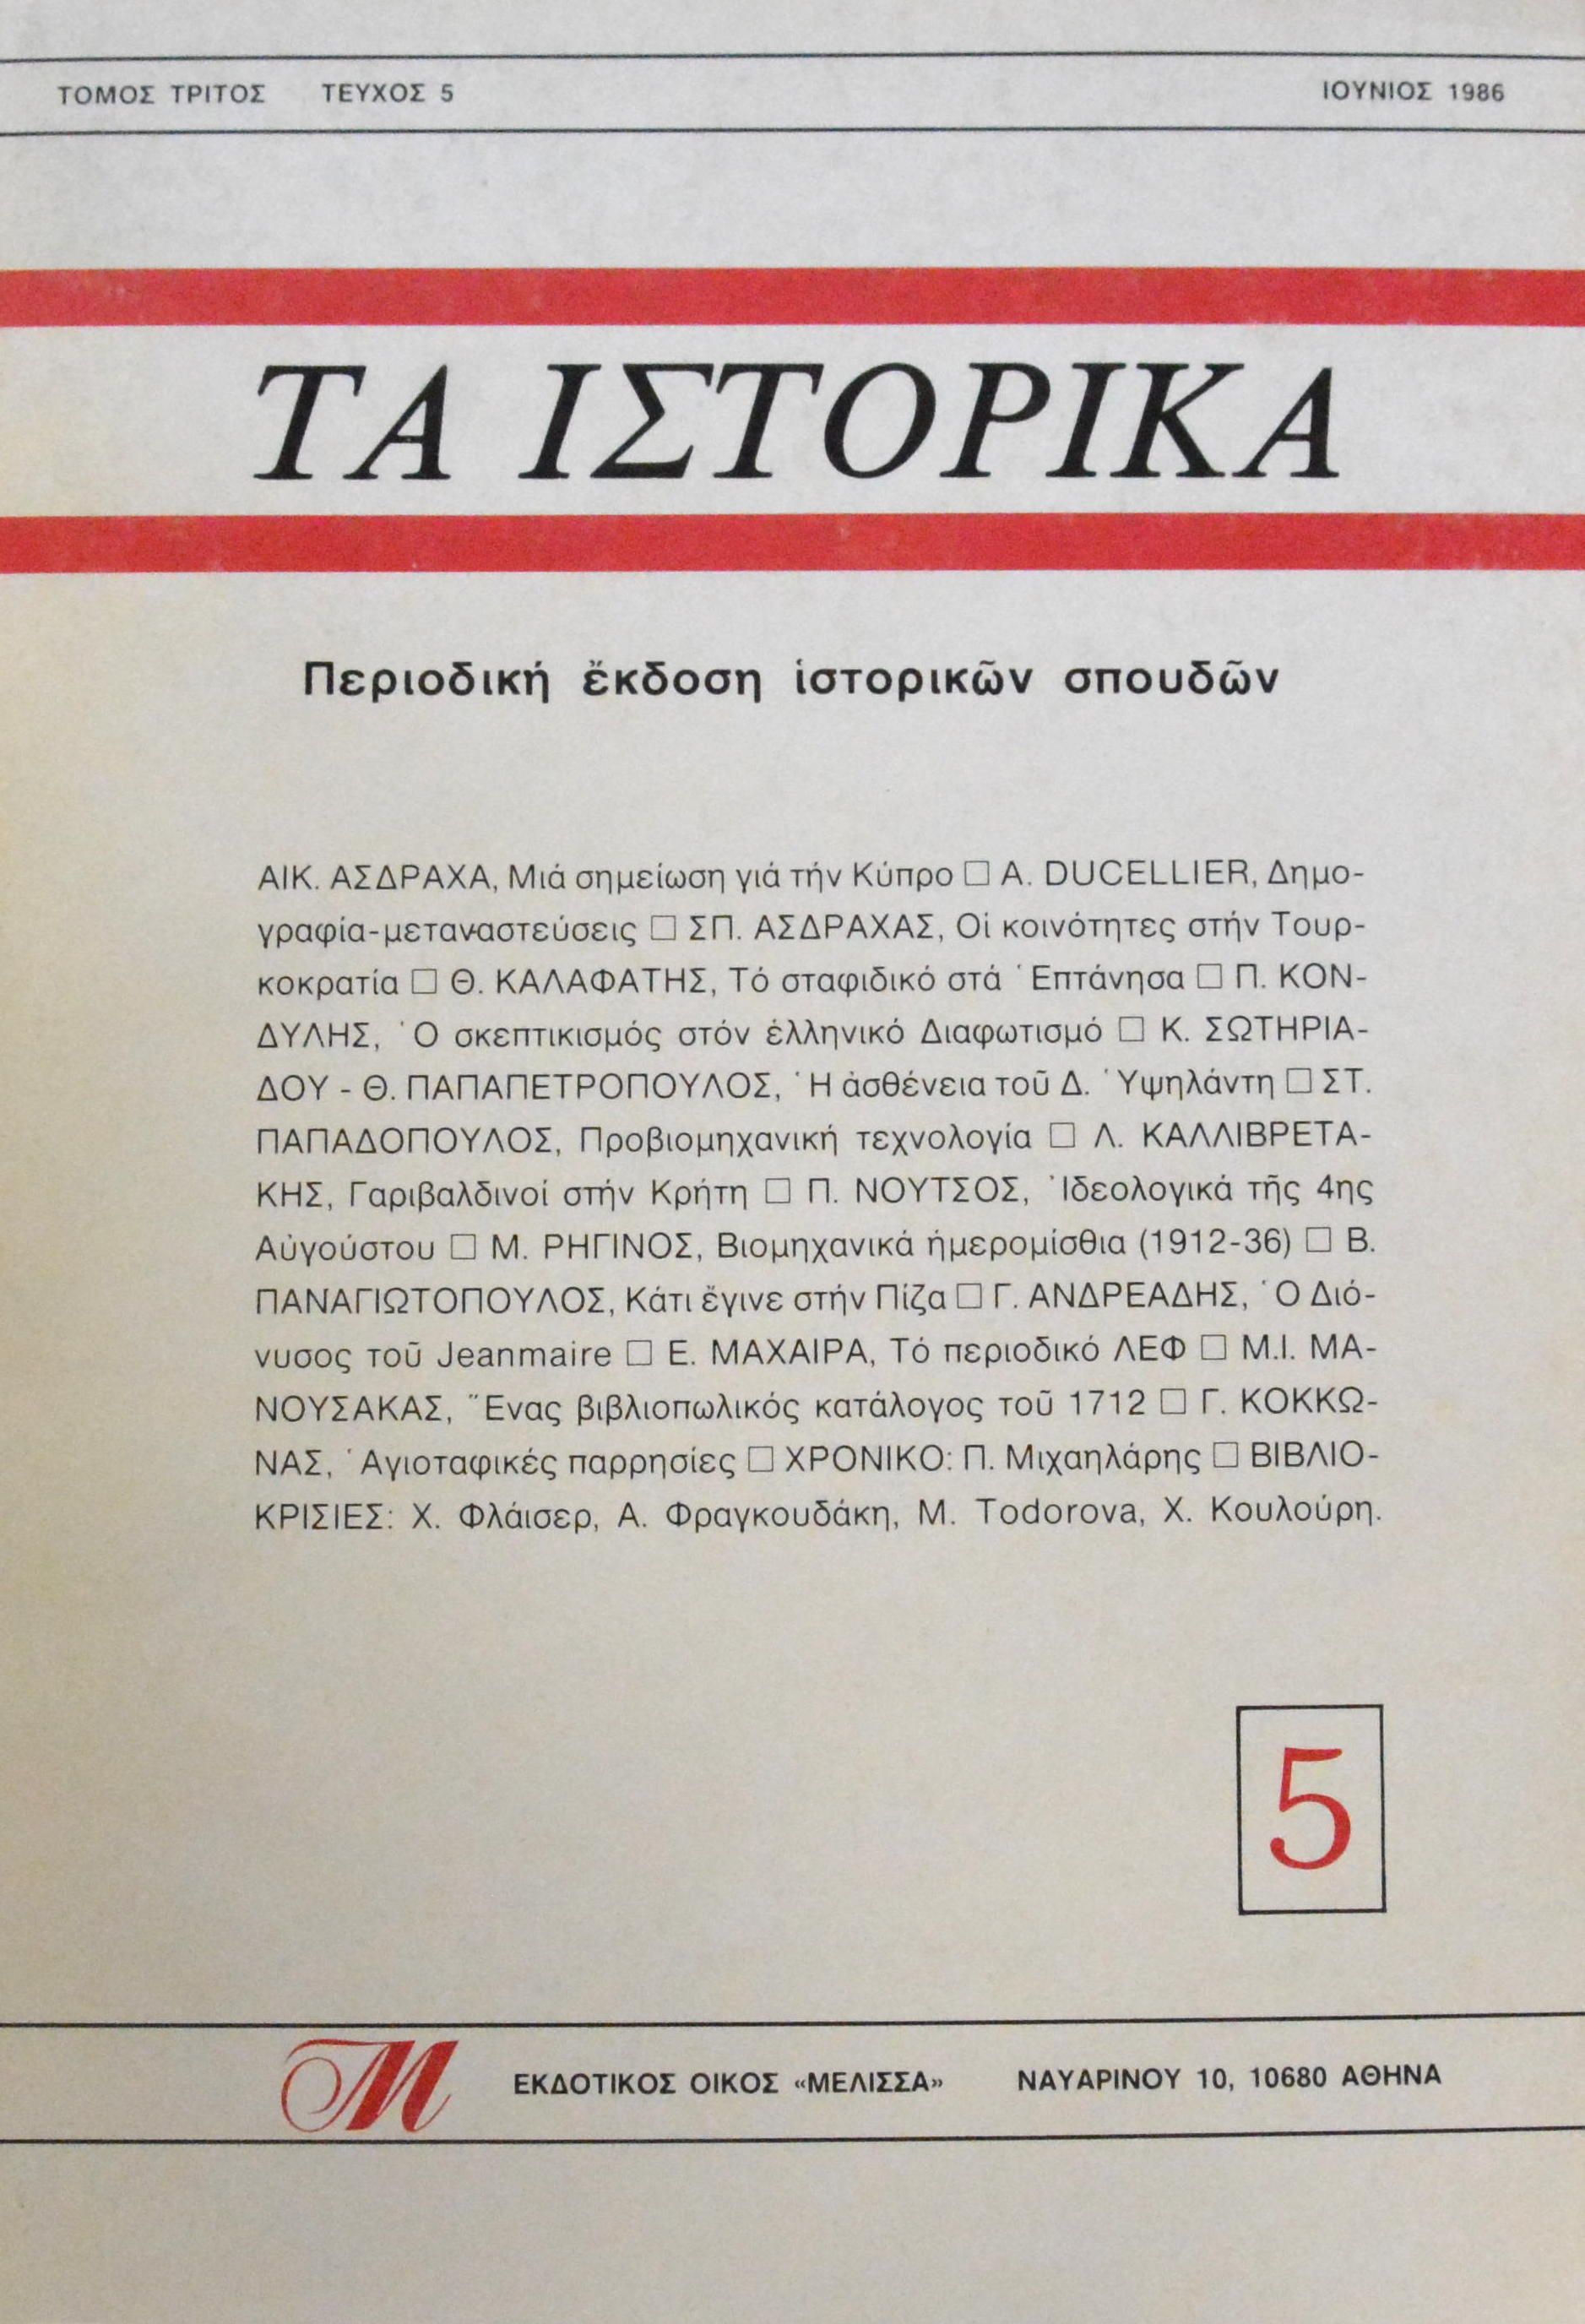 ΤΟΜΟΣ ΤΡΙΤΟΣ ΤΕΥΧΟΣ 5 ΙΟΥΝΙΟΣ 1986
ΤΑ ΙΣΤΟΡΙΚΑ
Περιοδική ἔκδοση ἱστορικῶν σπουδῶν
ΑΙΚ. ΑΣΔΡΑΧΑ, Μιά σημείωση γιά τήν Κύπρο □ Α. DUCELLIER, Δημο-
γραφία-μεταναστεύσεις □ ΣΠ. ΑΣΔΡΑΧΑΣ, Οἱ κοινότητες στήν Τουρ-
κοκρατία □ Θ. ΚΑΛΑΦΑΤΗΣ, Τό σταφιδικό στά Ἑπτάνησα □ Π. ΚΟΝ-
ΔΥΛΗΣ, Ὁ σκεπτικισμός στόν ἑλληνικό Διαφωτισμό □ Κ. ΣΩΤΗΡΙΑ-
ΔΟΥ - Θ. ΠΑΠΑΠΕΤΡΟΠΟΥΛΟΣ, Ἡ ἀσθένεια τοῦ Δ. Ὑψηλάντη □ ΣΤ.
ΠΑΠΑΔΟΠΟΥΛΟΣ, Προβιομηχανική τεχνολογία □ Λ. ΚΑΛΛΙΒΡΕΤΑ-
ΚΗΣ, Γαριβαλδινοί στήν Κρήτη □ Π. ΝΟΥΤΣΟΣ, Ἰδεολογικά τῆς 4ης
Αὐγούστου □ Μ. ΡΗΓΙΝΟΣ, Βιομηχανικά ἡμερομίσθια (1912-36) □ Β.
ΠΑΝΑΓΙΩΤΟΠΟΥΛΟΣ, Κάτι ἔγινε στήν Πίζα □ Γ. ΑΝΔΡΕΑΔΗΣ, Ὁ Διό-
νυσος τοῦ Jeanmaire □ Ε. ΜΑΧΑΙΡΑ, Τό περιοδικό ΛΕΦ □ Μ.Ι. ΜΑ-
ΝΟΥΣΑΚΑΣ, Ἕνας βιβλιοπωλικός κατάλογος τοῦ 1712 □ Γ. ΚΟΚΚΩ-
ΝΑΣ, Ἁγιοταφικές παρρησίες □ ΧΡΟΝΙΚΟ: Π. Μιχαηλάρης □ ΒΙΒΛΙΟ-
ΚΡΙΣΙΕΣ: Χ. Φλάισερ, Α. Φραγκουδάκη, Μ. Todorova, Χ. Κουλούρη.
5
Μ ΕΚΔΟΤΙΚΟΣ ΟΙΚΟΣ «ΜΕΛΙΣΣΑ» ΝΑΥΑΡΙΝΟΥ 10, 10680 ΑΘΗΝΑ